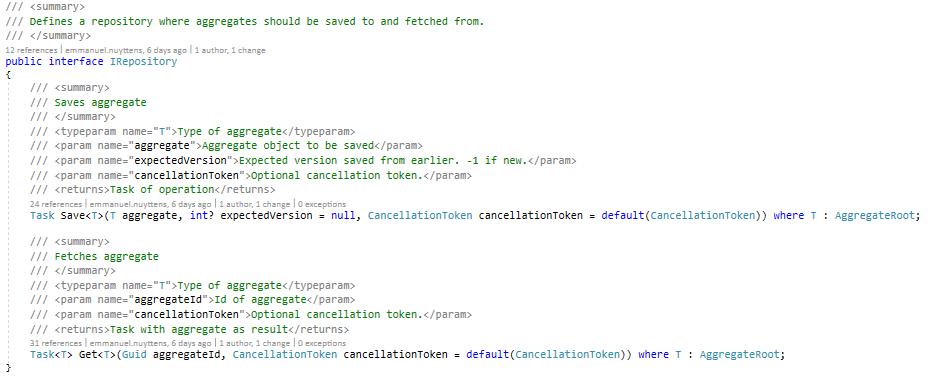 /// <summary>
/// Defines a repository where aggregates should be saved to and fetched from.
/// </summary>
12 references | emmanuel.nuyttens, 6 days ago | 1 author, 1 change
public interface IRepository
{
/// <summary>
/// Saves aggregate
/// </summary>
/// <typeparam name="T">Type of aggregate</typeparam>
/// <param name="aggregate">Aggregate object to be saved</param>
/// <param name="expectedVersion">Expected version saved from earlier. -1 if new.</param>
/// <param name="cancellationToken">Optional cancellation token.</param>
/// <returns>Task of operation</returns>
24 references | emmanuel.nuyttens, 6 days ago | 1 author, 1 change | 0 exceptions
Task Save<T>(T aggregate, int? expectedVersion = null, CancellationToken cancellationToken = default(CancellationToken)) where T : AggregateRoot;
/// <summary>
/// Fetches aggregate
/// </summary>
/// <typeparam name="T">Type of aggregate</typeparam>
/// <param name="aggregateId">Id of aggregate</param>
/// <param name="cancellationToken">Optional cancellation token.</param>
/// <returns>Task with aggregate as result</returns>
31 references | emmanuel.nuyttens, 6 days ago | 1 author, 1 change | 0 exceptions
Task<T> Get<T>(Guid aggregateId, CancellationToken cancellationToken = default(CancellationToken)) where T : AggregateRoot;
}